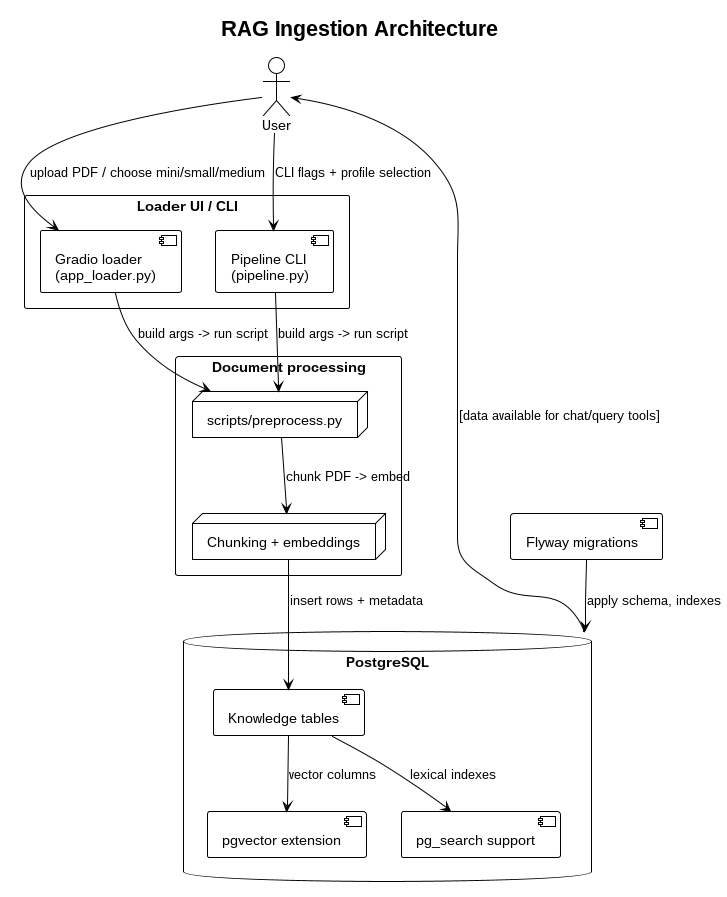 RAG Ingestion Architecture
User
upload PDF / choose mini/small/medium
CLI flags + profile selection
Loader UI / CLI
Gradio loader
(app_loader.py)
Pipeline CLI
(pipeline.py)
build args -> run script
build args -> run script
Document processing
scripts/preprocess.py
[data available for chat/query tools]
chunk PDF -> embed
Chunking + embeddings
Flyway migrations
insert rows + metadata
apply schema, indexes
PostgreSQL
Knowledge tables
vector columns
lexical indexes
pgvector extension
pg_search support